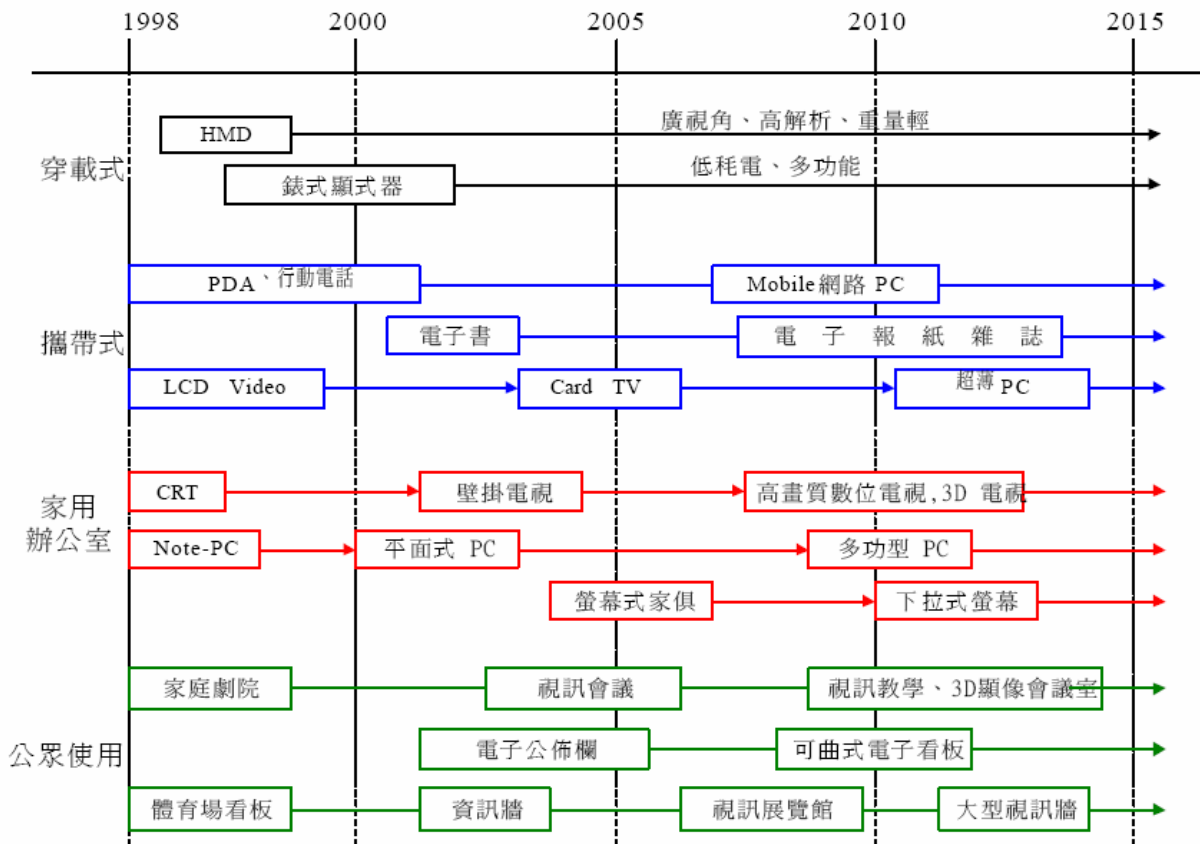 1998 2000 2005 2010 2015
穿載式
HMD 廣視角、高解析、重量輕
錶式顯式器 低耗電、多功能
攜帶式
PDA、行動電話 Mobile網路 PC
電子書 電子報紙雜誌
LCD Video Card TV 超薄 PC
家用
辦公室
CRT 壁掛電視 高畫質數位電視,3D 電視
Note-PC 平面式 PC 多功型 PC
螢幕式家俱 下拉式螢幕
公眾使用
家庭劇院 視訊會議 視訊教學、3D顯像會議室
電子公佈欄 可曲式電子看板
體育場看板 資訊牆 視訊展覽館 大型視訊牆